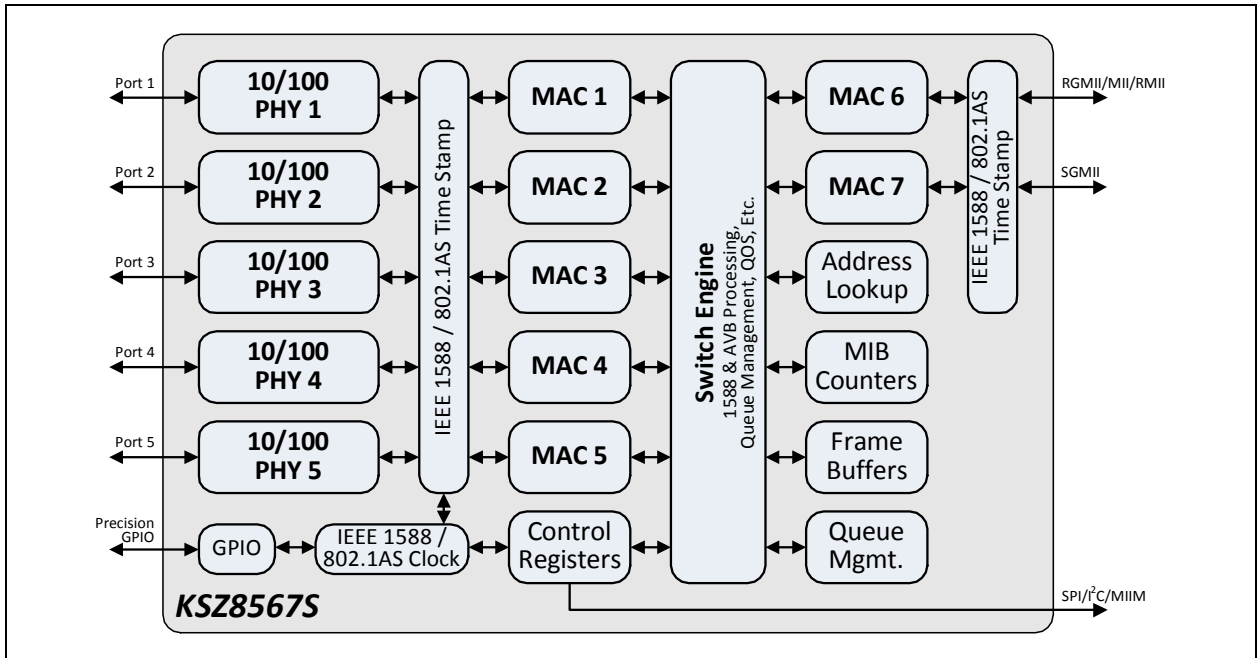 Port 1
10/100
PHY 1
MAC 1
MAC 6
RGMII/MII/RMII
Port 2
10/100
PHY 2
MAC 2
MAC 7
SGMII
IEEE 1588 / 802.1AS Time Stamp
Switch Engine
1588 & AVB Processing,
Queue Management, QOS, Etc.
IEEE 1588 / 802.1AS
Time Stamp
Port 3
10/100
PHY 3
MAC 3
Address
Lookup
Port 4
10/100
PHY 4
MAC 4
MIB
Counters
Port 5
10/100
PHY 5
MAC 5
Frame
Buffers
Precision
GPIO
GPIO
IEEE 1588 /
802.1AS Clock
Control
Registers
Queue
Mgmt.
KSZ8567S
SPI/I²C/MIIM